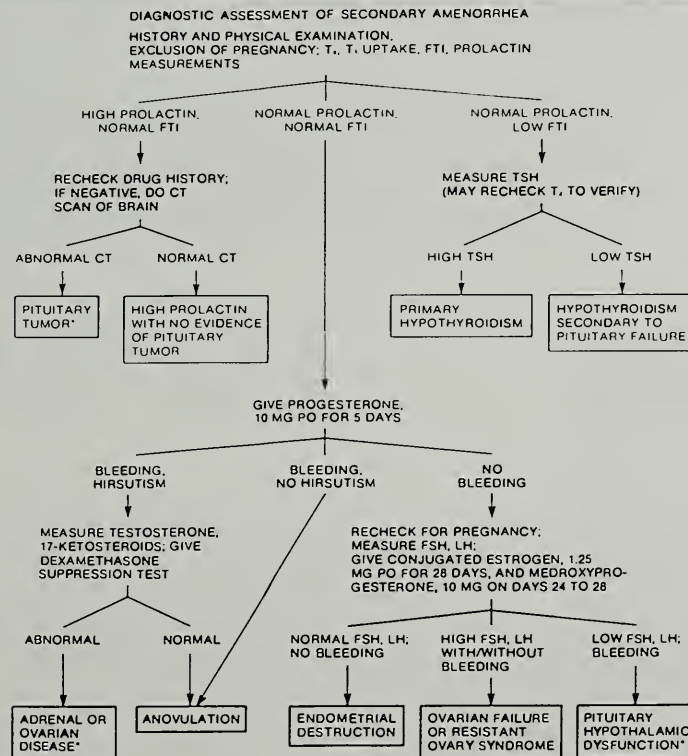 DIAGNOSTIC ASSESSMENT OF SECONDARY AMENORRHEA
HISTORY AND PHYSICAL EXAMINATION,
EXCLUSION OF PREGNANCY; T₄, T₃ UPTAKE, FTI, PROLACTIN
MEASUREMENTS
HIGH PROLACTIN,
NORMAL FTI
NORMAL PROLACTIN,
NORMAL FTI
NORMAL PROLACTIN,
LOW FTI
RECHECK DRUG HISTORY;
IF NEGATIVE, DO CT
SCAN OF BRAIN
MEASURE TSH
(MAY RECHECK T₄ TO VERIFY)
ABNORMAL CT
NORMAL CT
HIGH TSH
LOW TSH
PITUITARY
TUMOR*
HIGH PROLACTIN
WITH NO EVIDENCE
OF PITUITARY
TUMOR
PRIMARY
HYPOTHYROIDISM
HYPOTHYROIDISM
SECONDARY TO
PITUITARY FAILURE
GIVE PROGESTERONE,
10 MG PO FOR 5 DAYS
BLEEDING,
HIRSUTISM
BLEEDING,
NO HIRSUTISM
NO
BLEEDING
MEASURE TESTOSTERONE,
17-KETOSTEROIDS; GIVE
DEXAMETHASONE
SUPPRESSION TEST
RECHECK FOR PREGNANCY;
MEASURE FSH, LH;
GIVE CONJUGATED ESTROGEN, 1.25
MG PO FOR 28 DAYS, AND MEDROXYPRO-
GESTERONE, 10 MG ON DAYS 24 TO 28
ABNORMAL
NORMAL
NORMAL FSH, LH;
NO BLEEDING
HIGH FSH, LH
WITH/WITHOUT
BLEEDING
LOW FSH, LH;
BLEEDING
ADRENAL OR
OVARIAN
DISEASE*
ANOVULATION
ENDOMETRIAL
DESTRUCTION
OVARIAN FAILURE
OR RESISTANT
OVARY SYNDROME
PITUITARY
HYPOTHALAMIC
DYSFUNCTION*